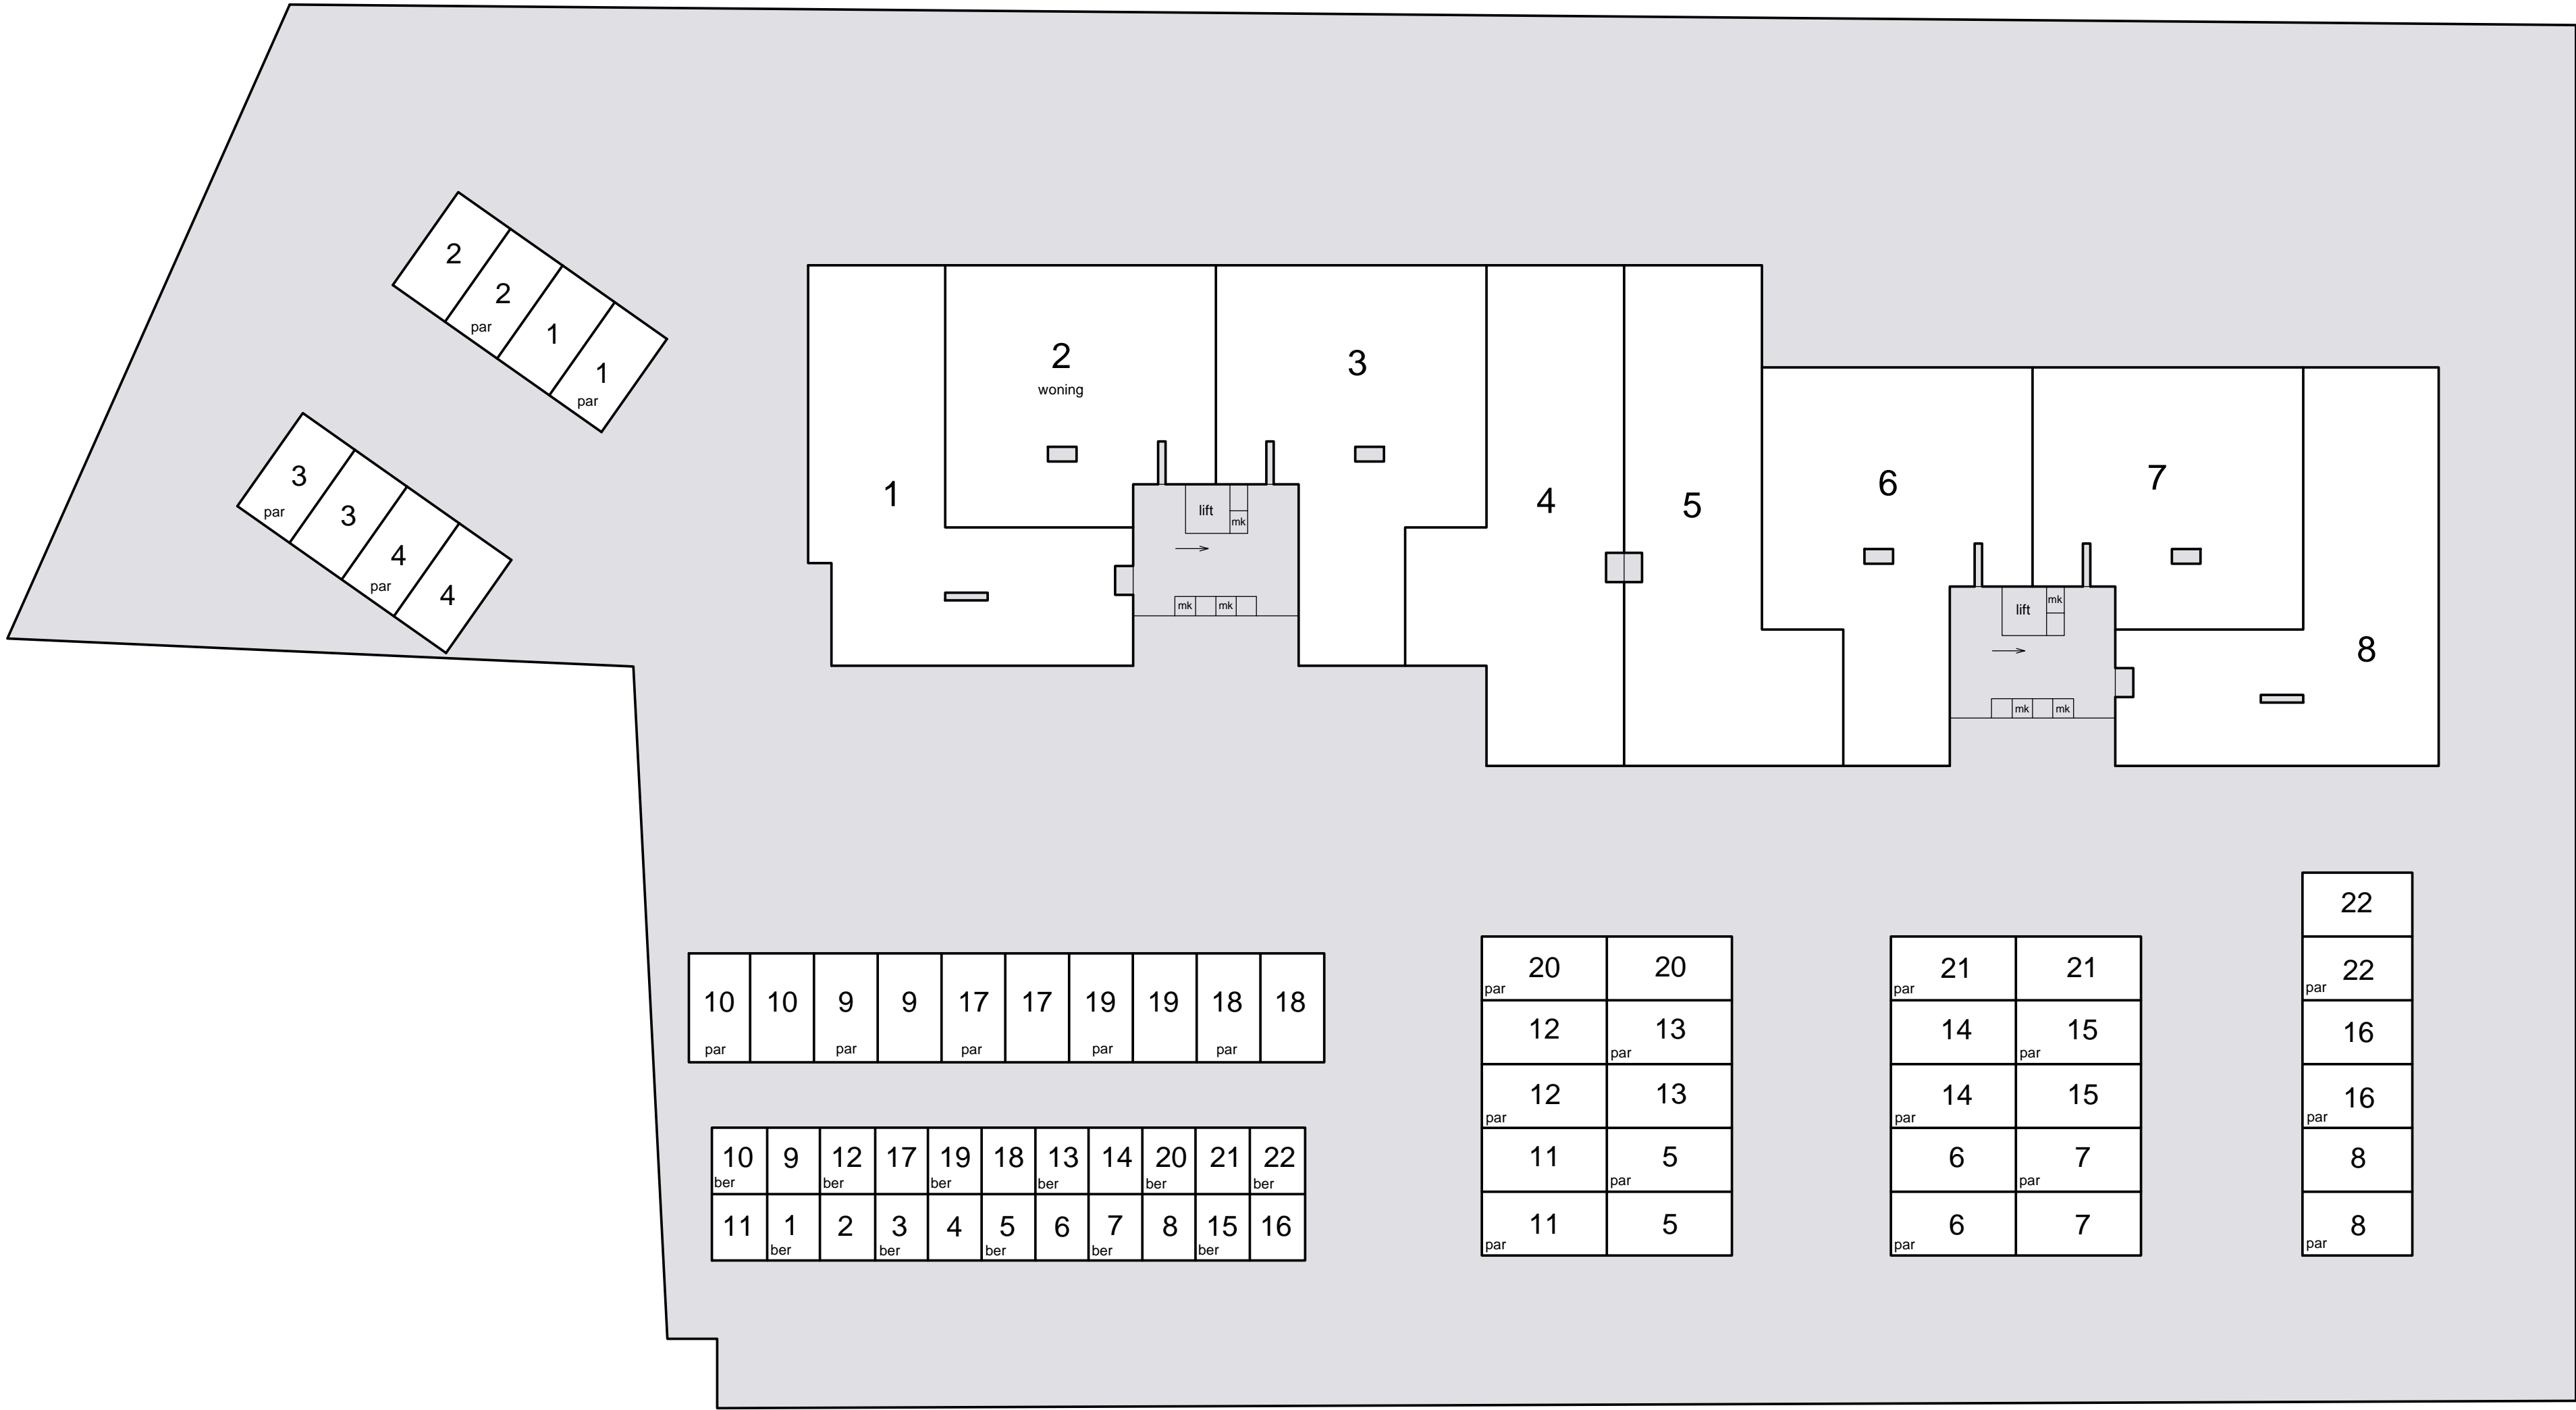 2
2
par
1
1
par
3
par
3
4
par
4
1
2
woning
3
4
5
6
7
8
lift
mk
mk
mk
lift
mk
mk
mk
10 10 9 9 17 17 19 19 18 18
par par par par par
10 9 12 17 19 18 13 14 20 21 22
ber ber ber ber ber ber
11 1 2 3 4 5 6 7 8 15 16
ber ber ber ber ber
20 20
par
12 13
par
12 13
par
11 5
par
11 5
par
21 21
par
14 15
par
14 15
par
6 7
par
6 7
par
22
22
par
16
16
par
8
8
par